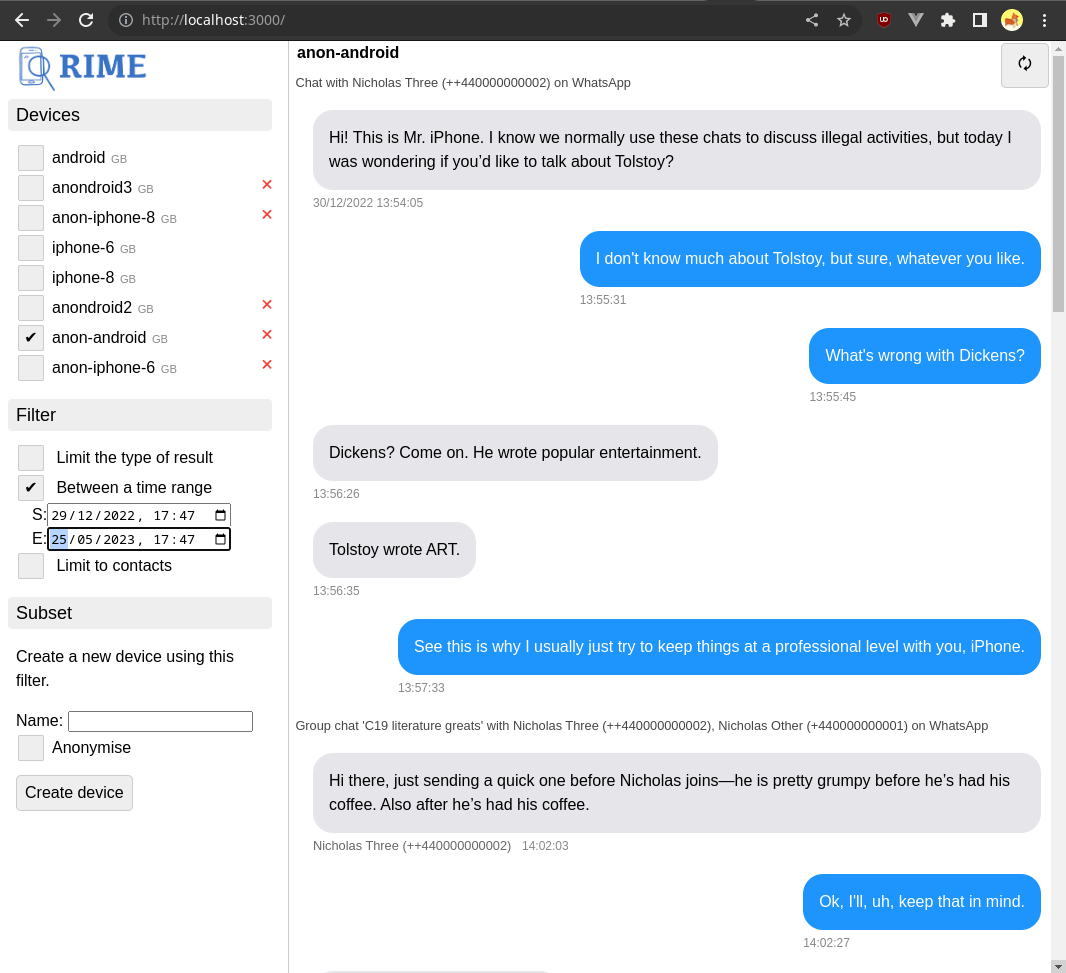 http://localhost:3000/
RIME
Devices
android GB
anondroid3 GB ×
anon-iphone-8 GB ×
iphone-6 GB
iphone-8 GB
anondroid2 GB ×
✔ anon-android GB ×
anon-iphone-6 GB ×
Filter
Limit the type of result
✔ Between a time range
S: 29/12/2022, 17:47
E: 25/05/2023, 17:47
Limit to contacts
Subset
Create a new device using this
filter.
Name:
Anonymise
Create device
anon-android
Chat with Nicholas Three (++440000000002) on WhatsApp
Hi! This is Mr. iPhone. I know we normally use these chats to discuss illegal activities, but today I
was wondering if you’d like to talk about Tolstoy?
30/12/2022 13:54:05
I don't know much about Tolstoy, but sure, whatever you like.
13:55:31
What's wrong with Dickens?
13:55:45
Dickens? Come on. He wrote popular entertainment.
13:56:26
Tolstoy wrote ART.
13:56:35
See this is why I usually just try to keep things at a professional level with you, iPhone.
13:57:33
Group chat 'C19 literature greats' with Nicholas Three (++440000000002), Nicholas Other (+440000000001) on WhatsApp
Hi there, just sending a quick one before Nicholas joins—he is pretty grumpy before he’s had his
coffee. Also after he’s had his coffee.
Nicholas Three (++440000000002) 14:02:03
Ok, I'll, uh, keep that in mind.
14:02:27